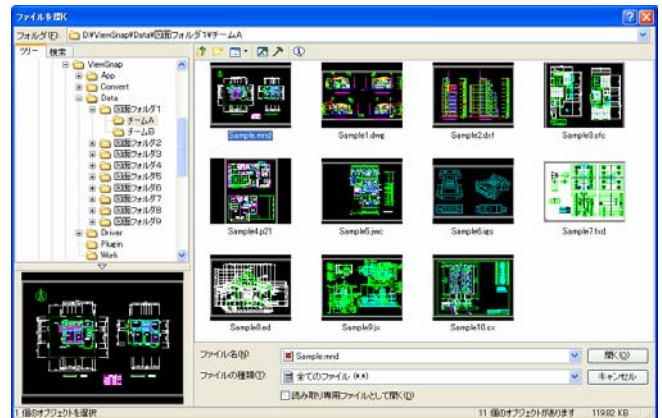 ファイルを開く
フォルダ(F): D:¥ViewSnap¥Data¥図面フォルダ1¥チームA
ツリー 検索
ViewSnap
App
Convert
Data
図面フォルダ1
チームA
チームB
図面フォルダ2
図面フォルダ3
図面フォルダ4
図面フォルダ5
図面フォルダ6
図面フォルダ7
図面フォルダ8
図面フォルダ9
Driver
Plugin
Work
Sample.mnd Sample1.dwg Sample2.dxf Sample3.sfc
Sample4.p21 Sample5.jwc Sample6.igs Sample7.fxd
Sample8.ed Sample9.jx Sample10.sx
ファイル名(N): Sample.mnd 開く(O)
ファイルの種類(T): 全てのファイル (*.*) キャンセル
読み取り専用ファイルとして開く(D)
1 個のオブジェクトを選択 11 個のオブジェクトがあります 119.02 KB